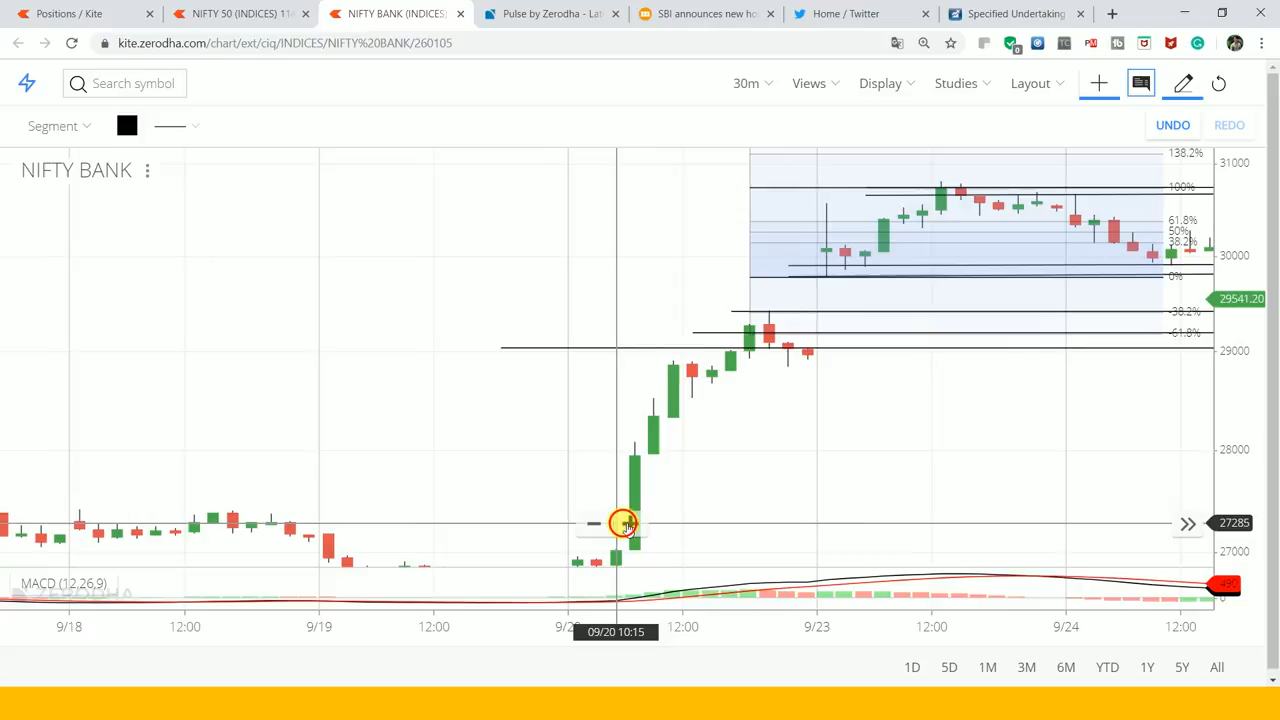 Positions / Kite
NIFTY 50 (INDICES) 11
NIFTY BANK (INDICES)
Pulse by Zerodha - Lat
SBI announces new ho
Home / Twitter
Specified Undertaking
kite.zerodha.com/chart/ext/ciq/INDICES/NIFTY%20BANK/260105
Search symbol
30m
Views
Display
Studies
Layout
Segment
UNDO
REDO
NIFTY BANK
138.2%
100%
61.8%
50%
38.2%
0%
-38.2%
-61.8%
31000
30000
29541.20
29000
28000
27285
27000
MACD (12,26,9)
ZERODHA
0
9/18
12:00
9/19
12:00
09/20 10:15
12:00
9/23
12:00
9/24
12:00
1D
5D
1M
3M
6M
YTD
1Y
5Y
All